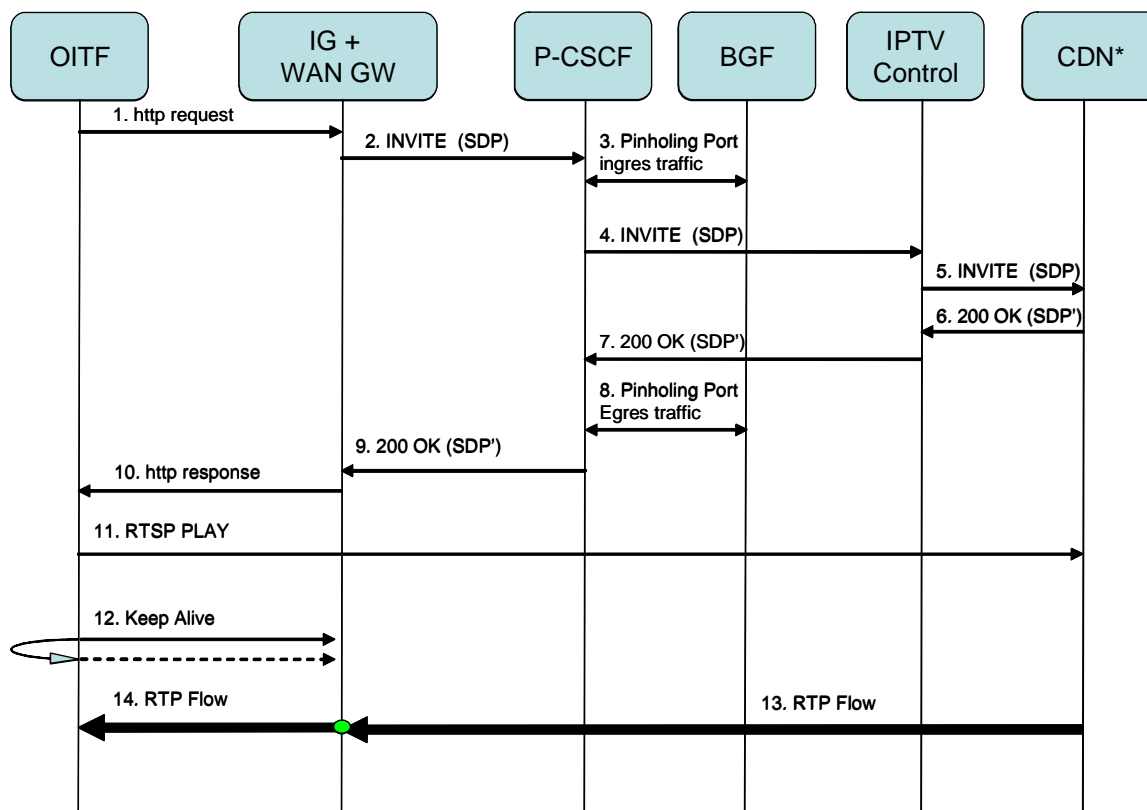 OITF
IG +
WAN GW
P-CSCF
BGF
IPTV
Control
CDN*
1. http request
2. INVITE (SDP)
3. Pinholing Port
ingres traffic
4. INVITE (SDP)
5. INVITE (SDP)
6. 200 OK (SDP')
7. 200 OK (SDP')
8. Pinholing Port
Egres traffic
9. 200 OK (SDP')
10. http response
11. RTSP PLAY
12. Keep Alive
14. RTP Flow
13. RTP Flow